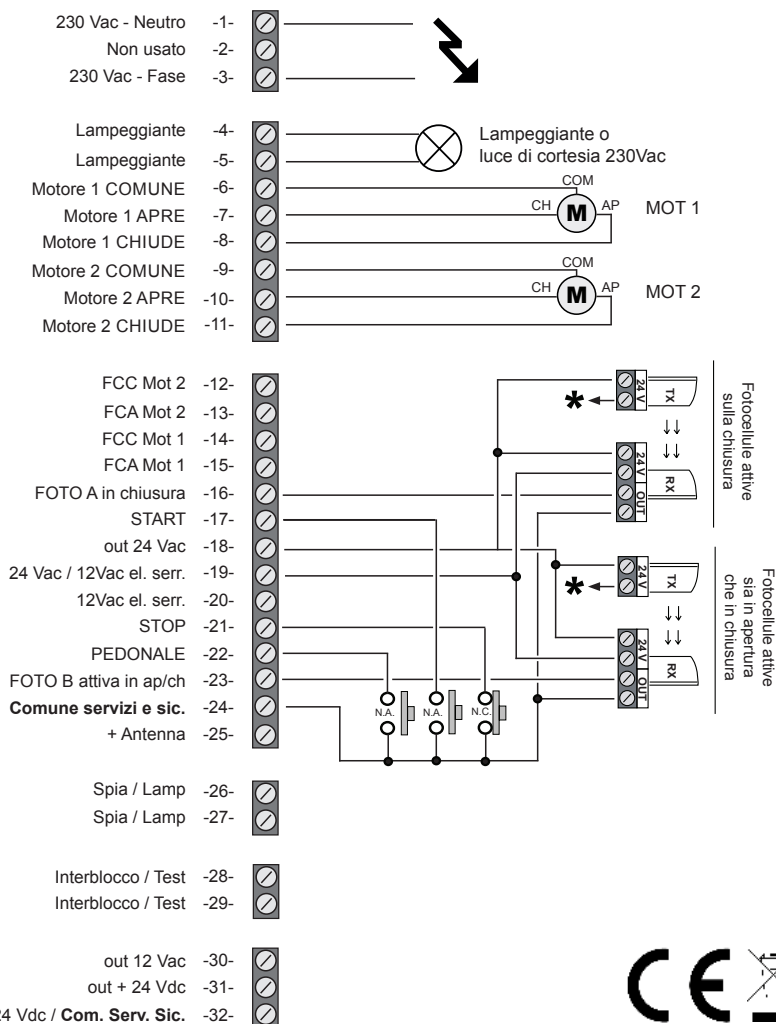 230 Vac - Neutro -1-
Non usato -2-
230 Vac - Fase -3-
Lampeggiante -4-
Lampeggiante -5-
Lampeggiante o
luce di cortesia 230Vac
Motore 1 COMUNE -6-
Motore 1 APRE -7-
Motore 1 CHIUDE -8-
COM
CH M AP MOT 1
Motore 2 COMUNE -9-
Motore 2 APRE -10-
Motore 2 CHIUDE -11-
COM
CH M AP MOT 2
FCC Mot 2 -12-
FCA Mot 2 -13-
FCC Mot 1 -14-
FCA Mot 1 -15-
FOTO A in chiusura -16-
START -17-
out 24 Vac -18-
24 Vac / 12Vac el. serr. -19-
12Vac el. serr. -20-
STOP -21-
PEDONALE -22-
FOTO B attiva in ap/ch -23-
Comune servizi e sic. -24-
+ Antenna -25-
N.A.
N.A.
N.C.
*
24 V TX
24 V OUT RX
Fotocellule attive
sulla chiusura
*
24 V TX
24 V OUT RX
Fotocellule attive
sia in apertura
che in chiusura
Spia / Lamp -26-
Spia / Lamp -27-
Interblocco / Test -28-
Interblocco / Test -29-
out 12 Vac -30-
out + 24 Vdc -31-
24 Vdc / Com. Serv. Sic. -32-
CE